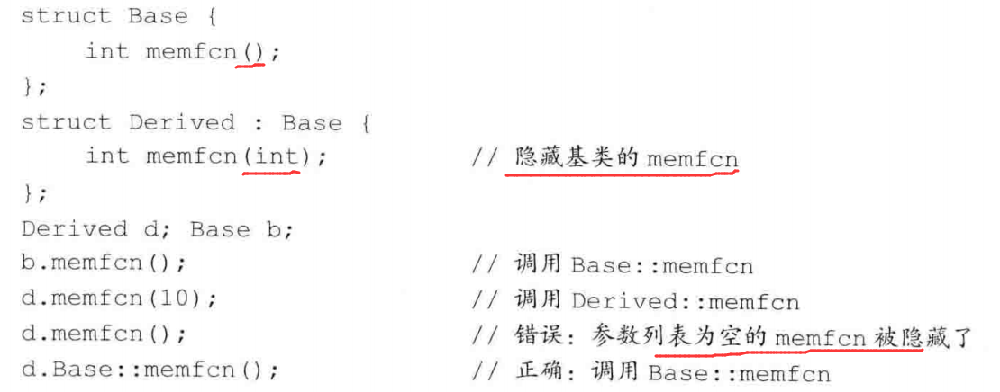 struct Base {
    int memfcn();
};
struct Derived : Base {
    int memfcn(int);          // 隐藏基类的 memfcn
};
Derived d; Base b;
b.memfcn();                   // 调用 Base::memfcn
d.memfcn(10);                 // 调用 Derived::memfcn
d.memfcn();                   // 错误：参数列表为空的 memfcn 被隐藏了
d.Base::memfcn();             // 正确：调用 Base::memfcn